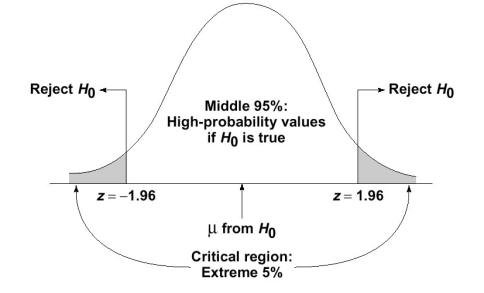 Reject H0
Reject H0
Middle 95%:
High-probability values
if H0 is true
z = −1.96
z = 1.96
μ from H0
Critical region:
Extreme 5%